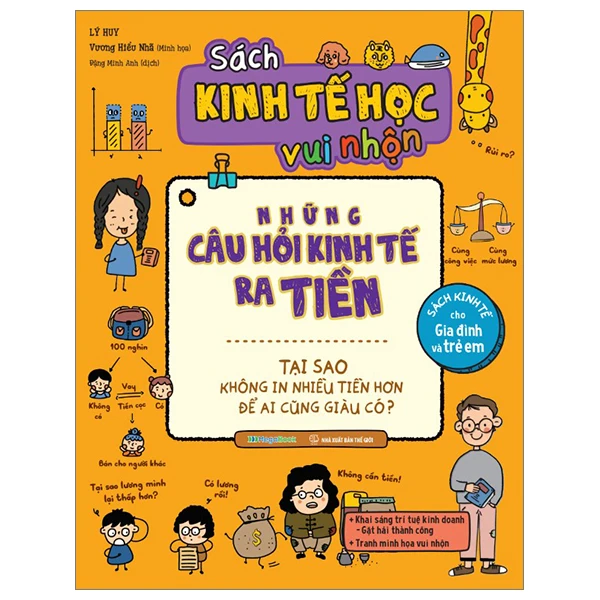 LÝ HUY
Vương Hiểu Nhã (Minh họa)
Đặng Minh Anh (dịch)
Sách
KINH TẾ HỌC
vui nhộn
Rủi ro?
NHỮNG
CÂU HỎI KINH TẾ
RA TIỀN
Cùng công việc
Cùng mức lương
SÁCH KINH TẾ
cho
Gia đình
và trẻ em
TẠI SAO
KHÔNG IN NHIỀU TIỀN HƠN
ĐỂ AI CŨNG GIÀU CÓ?
MegaBook
NHÀ XUẤT BẢN THẾ GIỚI
100 nghìn
Vay
Không có
Tiền cọc
Có
Bán cho người khác
Tại sao lương mình
lại thấp hơn?
Có lương
rồi!
$
Không cần tiền!
+ Khai sáng trí tuệ kinh doanh
- Gặt hái thành công
+ Tranh minh họa vui nhộn